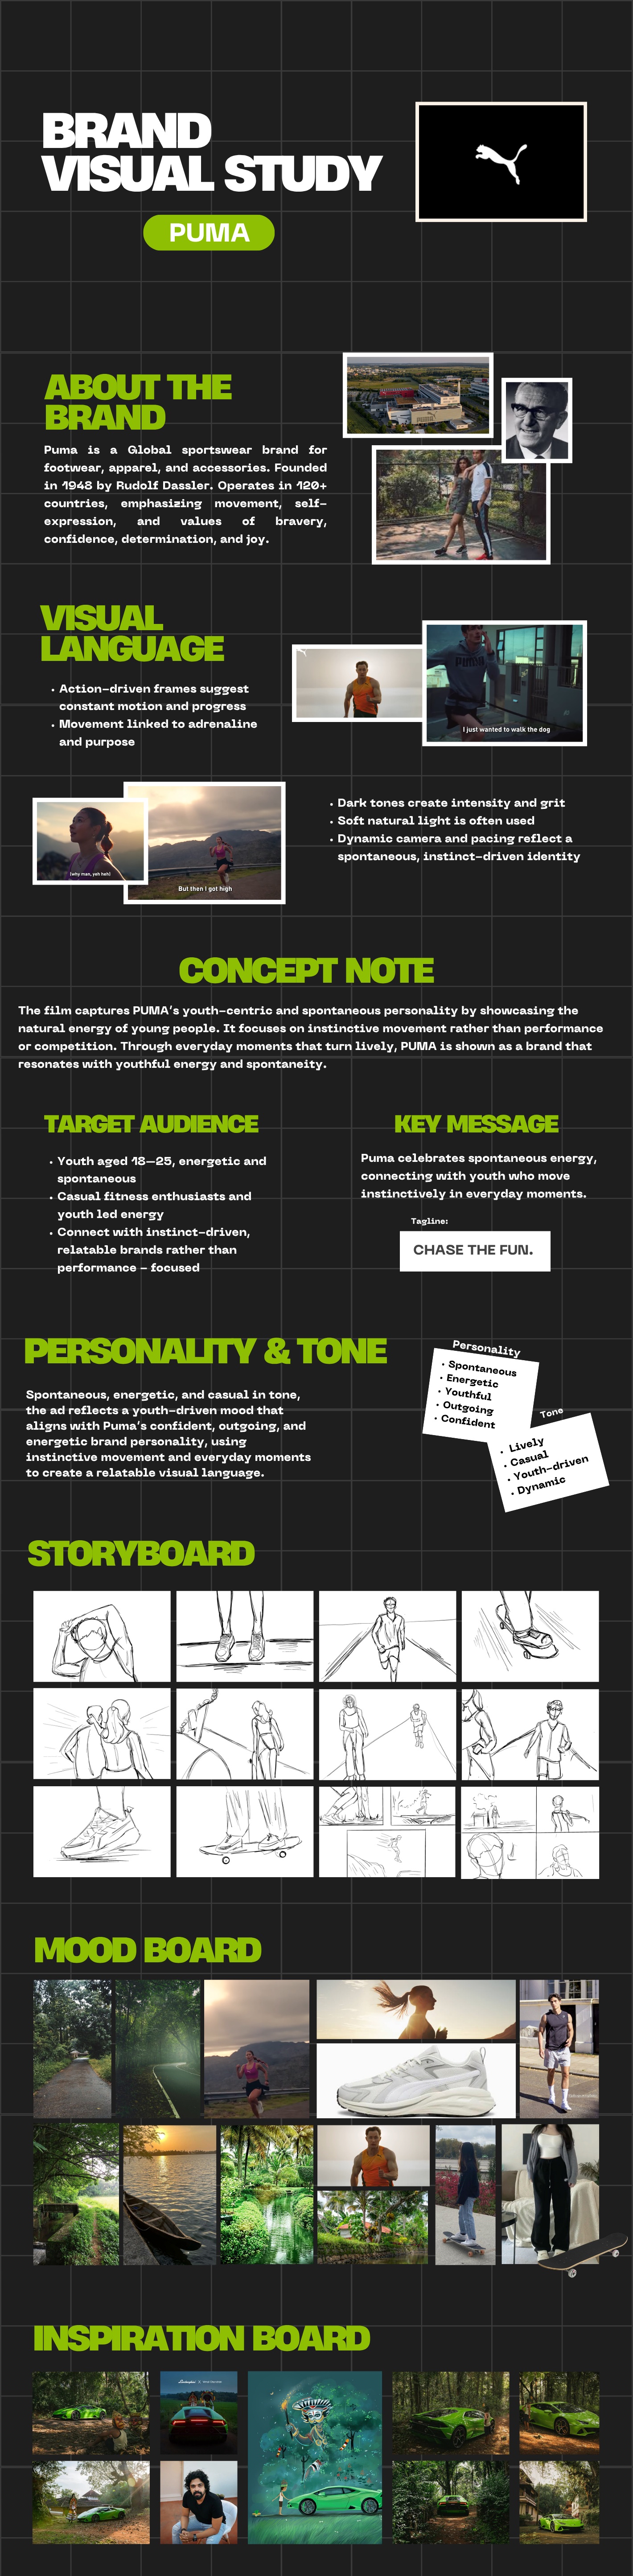 BRAND
VISUAL STUDY
PUMA
ABOUT THE
BRAND
Puma is a Global sportswear brand for
footwear, apparel, and accessories. Founded
in 1948 by Rudolf Dassler. Operates in 120+
countries, emphasizing movement, self-
expression, and values of bravery,
confidence, determination, and joy.
VISUAL
LANGUAGE
• Action-driven frames suggest
constant motion and progress
• Movement linked to adrenaline
and purpose
PUMA
I just wanted to walk the dog
(why man, yeh heh)
But then I got high
• Dark tones create intensity and grit
• Soft natural light is often used
• Dynamic camera and pacing reflect a
spontaneous, instinct-driven identity
CONCEPT NOTE
The film captures PUMA's youth-centric and spontaneous personality by showcasing the
natural energy of young people. It focuses on instinctive movement rather than performance
or competition. Through everyday moments that turn lively, PUMA is shown as a brand that
resonates with youthful energy and spontaneity.
TARGET AUDIENCE
• Youth aged 18–25, energetic and
spontaneous
• Casual fitness enthusiasts and
youth led energy
• Connect with instinct-driven,
relatable brands rather than
performance - focused
KEY MESSAGE
Puma celebrates spontaneous energy,
connecting with youth who move
instinctively in everyday moments.
Tagline:
CHASE THE FUN.
PERSONALITY & TONE
Spontaneous, energetic, and casual in tone,
the ad reflects a youth-driven mood that
aligns with Puma's confident, outgoing, and
energetic brand personality, using
instinctive movement and everyday moments
to create a relatable visual language.
Personality
• Spontaneous
• Energetic
• Youthful
• Outgoing
• Confident
Tone
• Lively
• Casual
• Youth-driven
• Dynamic
STORYBOARD
MOOD BOARD
INSPIRATION BOARD